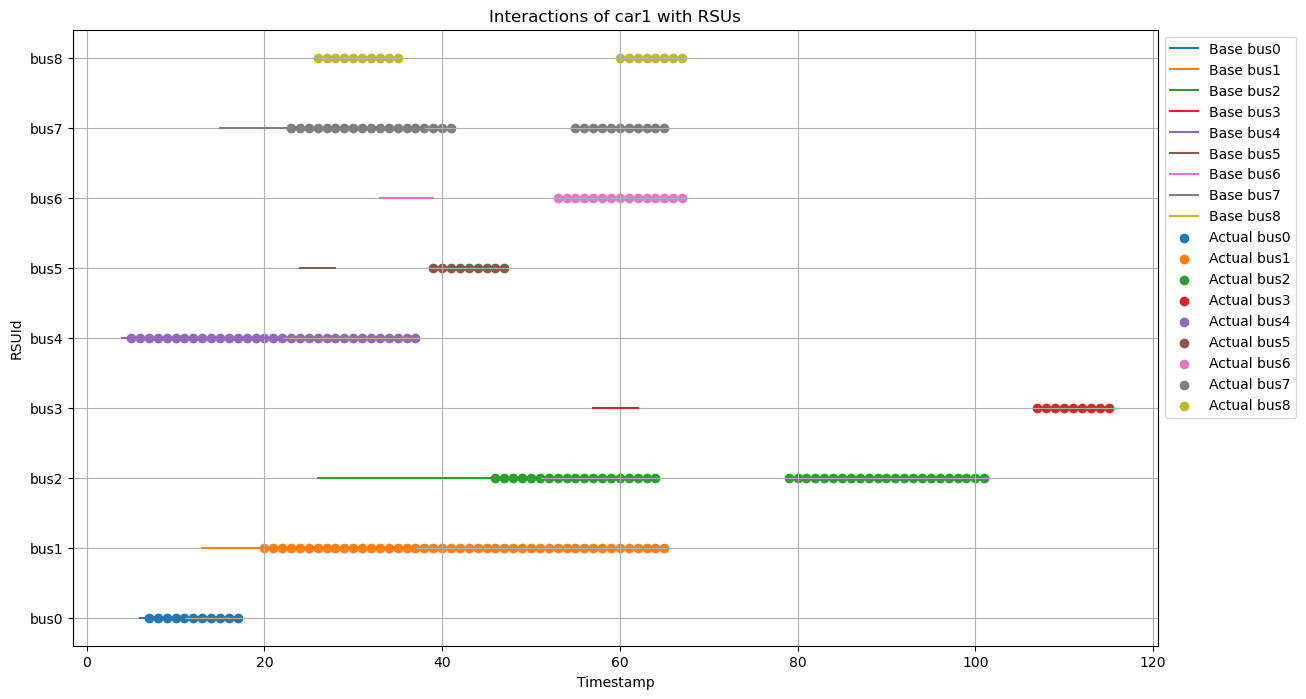 Interactions of car1 with RSUs
RSUId
bus8
bus7
bus6
bus5
bus4
bus3
bus2
bus1
bus0
0 20 40 60 80 100 120
Timestamp
Base bus0
Base bus1
Base bus2
Base bus3
Base bus4
Base bus5
Base bus6
Base bus7
Base bus8
Actual bus0
Actual bus1
Actual bus2
Actual bus3
Actual bus4
Actual bus5
Actual bus6
Actual bus7
Actual bus8